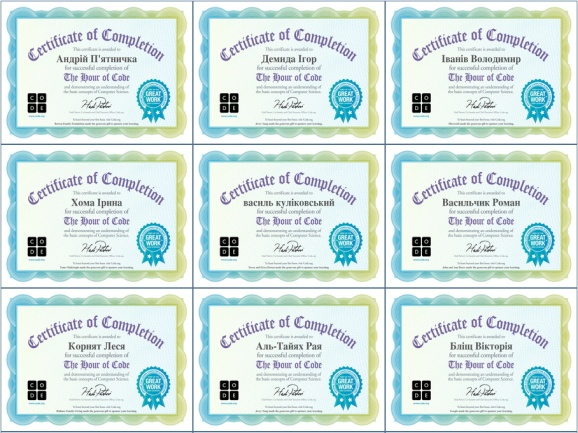 Certificate of Completion
This certificate is awarded to
Андрій П'ятничка
for successful completion of
The Hour of Code
and demonstrating an understanding of
the basic concepts of Computer Science.
CODE
GREAT WORK
Certificate of Completion
This certificate is awarded to
Демида Ігор
for successful completion of
The Hour of Code
and demonstrating an understanding of
the basic concepts of Computer Science.
CODE
GREAT WORK
Certificate of Completion
This certificate is awarded to
Іванів Володимир
for successful completion of
The Hour of Code
and demonstrating an understanding of
the basic concepts of Computer Science.
CODE
GREAT WORK
Certificate of Completion
This certificate is awarded to
Хома Ірина
for successful completion of
The Hour of Code
and demonstrating an understanding of
the basic concepts of Computer Science.
CODE
GREAT WORK
Certificate of Completion
This certificate is awarded to
василь куліковський
for successful completion of
The Hour of Code
and demonstrating an understanding of
the basic concepts of Computer Science.
CODE
GREAT WORK
Certificate of Completion
This certificate is awarded to
Васильчик Роман
for successful completion of
The Hour of Code
and demonstrating an understanding of
the basic concepts of Computer Science.
CODE
GREAT WORK
Certificate of Completion
This certificate is awarded to
Корнят Леся
for successful completion of
The Hour of Code
and demonstrating an understanding of
the basic concepts of Computer Science.
CODE
GREAT WORK
Certificate of Completion
This certificate is awarded to
Аль-Тайях Рая
for successful completion of
The Hour of Code
and demonstrating an understanding of
the basic concepts of Computer Science.
CODE
GREAT WORK
Certificate of Completion
This certificate is awarded to
Бліщ Вікторія
for successful completion of
The Hour of Code
and demonstrating an understanding of
the basic concepts of Computer Science.
CODE
GREAT WORK